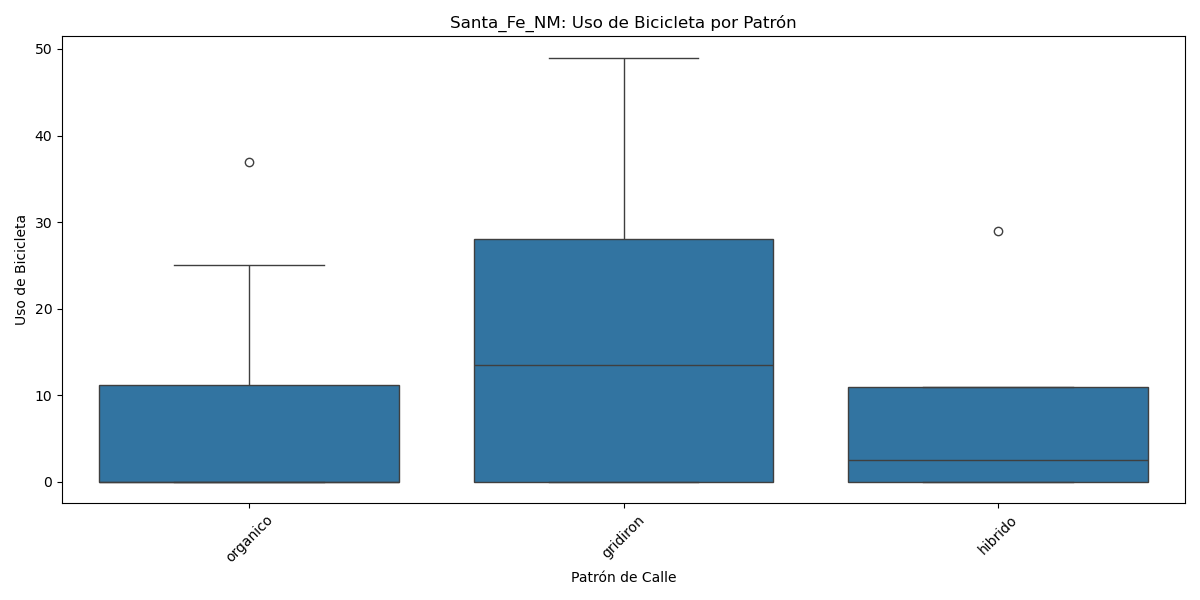 Santa_Fe_NM: Uso de Bicicleta por Patrón
50
40
30
20
10
0
Uso de Bicicleta
organico
gridiron
hibrido
Patrón de Calle